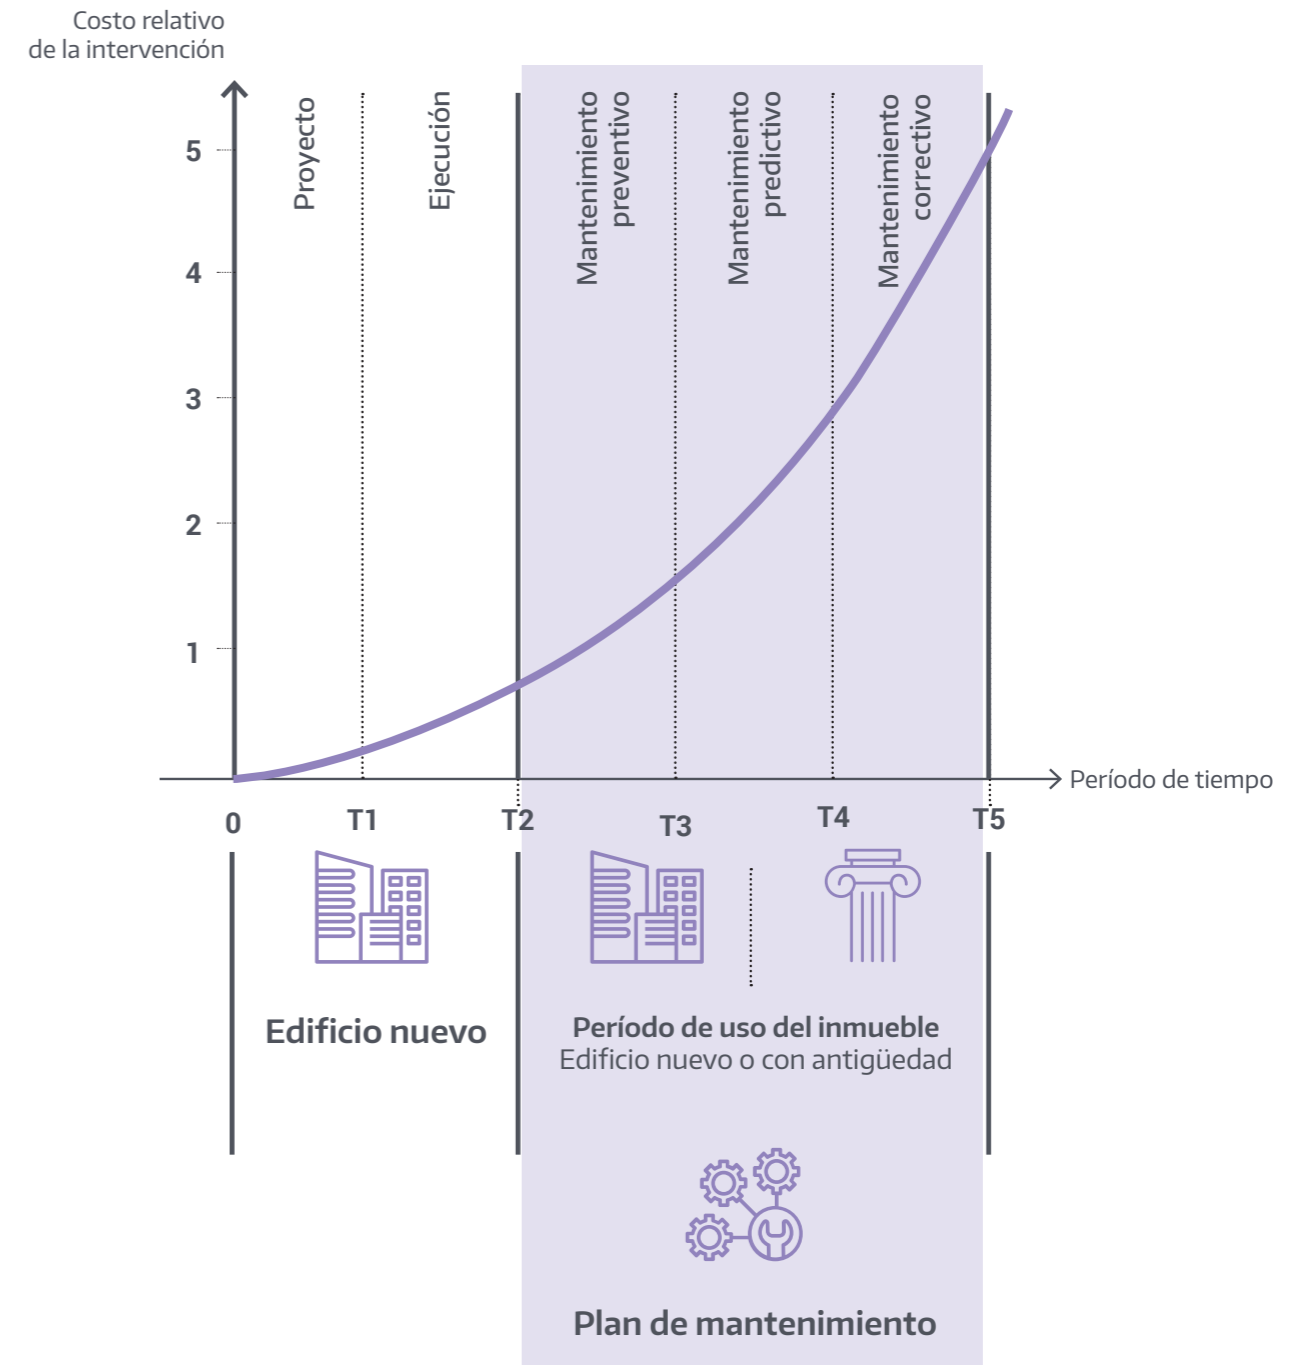 Costo relativo
de la intervención
Proyecto
Ejecución
Mantenimiento
preventivo
Mantenimiento
predictivo
Mantenimiento
correctivo
5
4
3
2
1
Período de tiempo
0
T1
T2
T3
T4
T5
Edificio nuevo
Período de uso del inmueble
Edificio nuevo o con antigüedad
Plan de mantenimiento